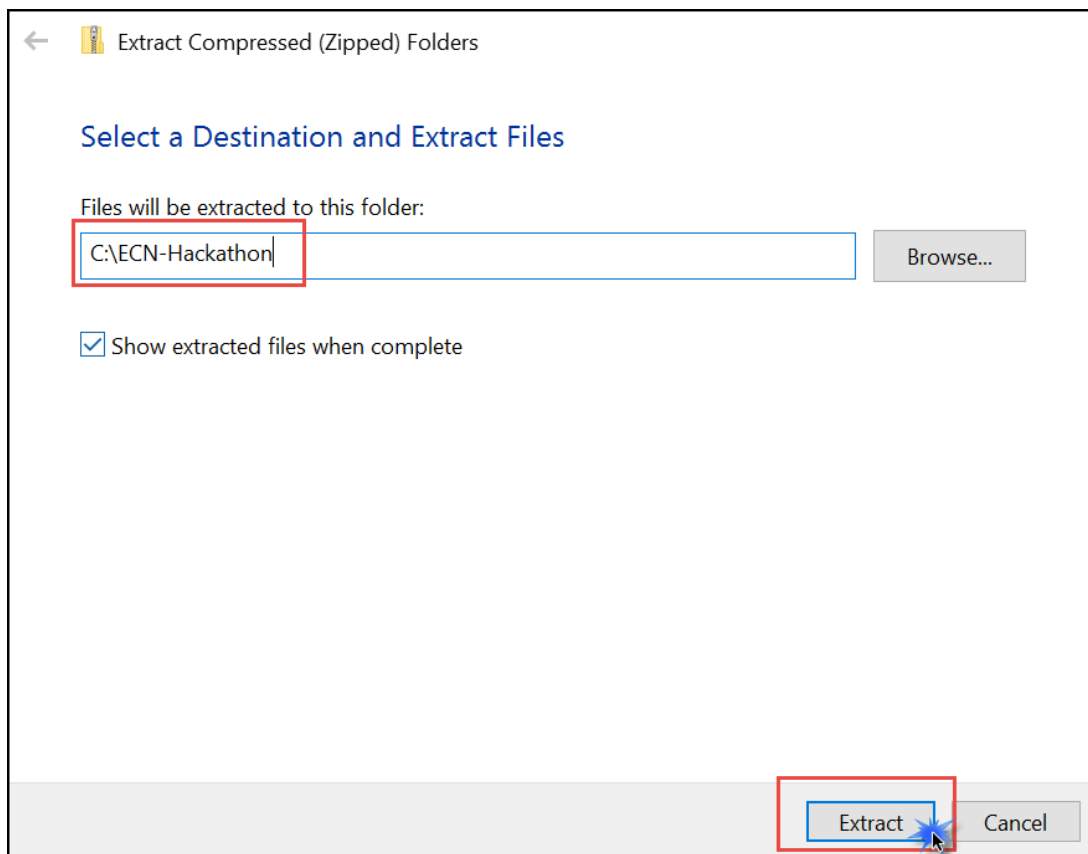 Extract Compressed (Zipped) Folders
Select a Destination and Extract Files
Files will be extracted to this folder:
C:\ECN-Hackathon
Browse...
Show extracted files when complete
Extract
Cancel